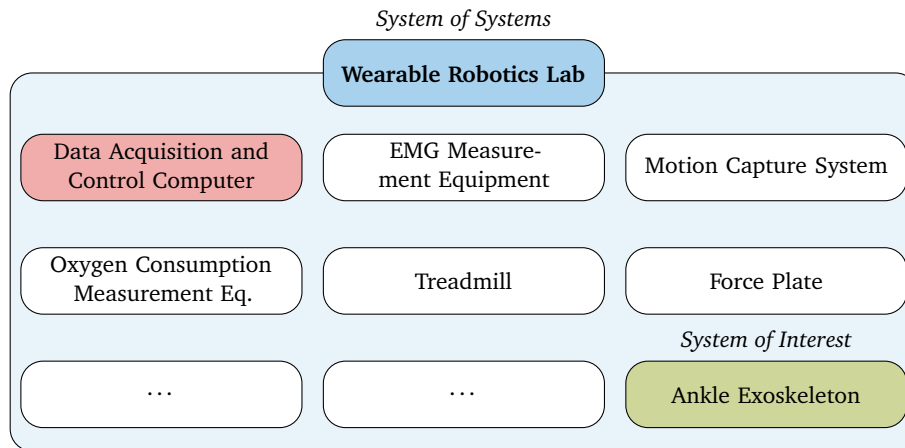 System of Systems
Wearable Robotics Lab
Data Acquisition and
Control Computer
EMG Measure-
ment Equipment
Motion Capture System
Oxygen Consumption
Measurement Eq.
Treadmill
Force Plate
System of Interest
...
...
Ankle Exoskeleton